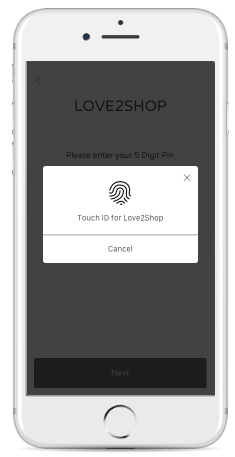 LOVE2SHOP
Please enter your 5 Digit Pin
Touch ID for Love2Shop
Cancel
Next